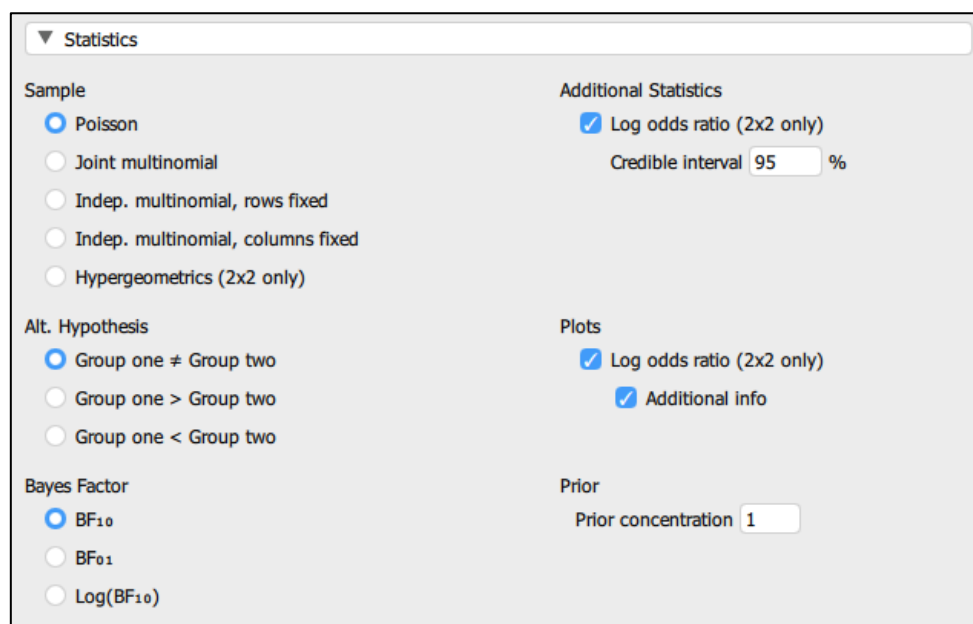 Statistics
Sample
Poisson
Joint multinomial
Indep. multinomial, rows fixed
Indep. multinomial, columns fixed
Hypergeometrics (2x2 only)
Additional Statistics
Log odds ratio (2x2 only)
Credible interval 95 %
Alt. Hypothesis
Group one ≠ Group two
Group one > Group two
Group one < Group two
Plots
Log odds ratio (2x2 only)
Additional info
Bayes Factor
BF₁₀
BF₀₁
Log(BF₁₀)
Prior
Prior concentration 1